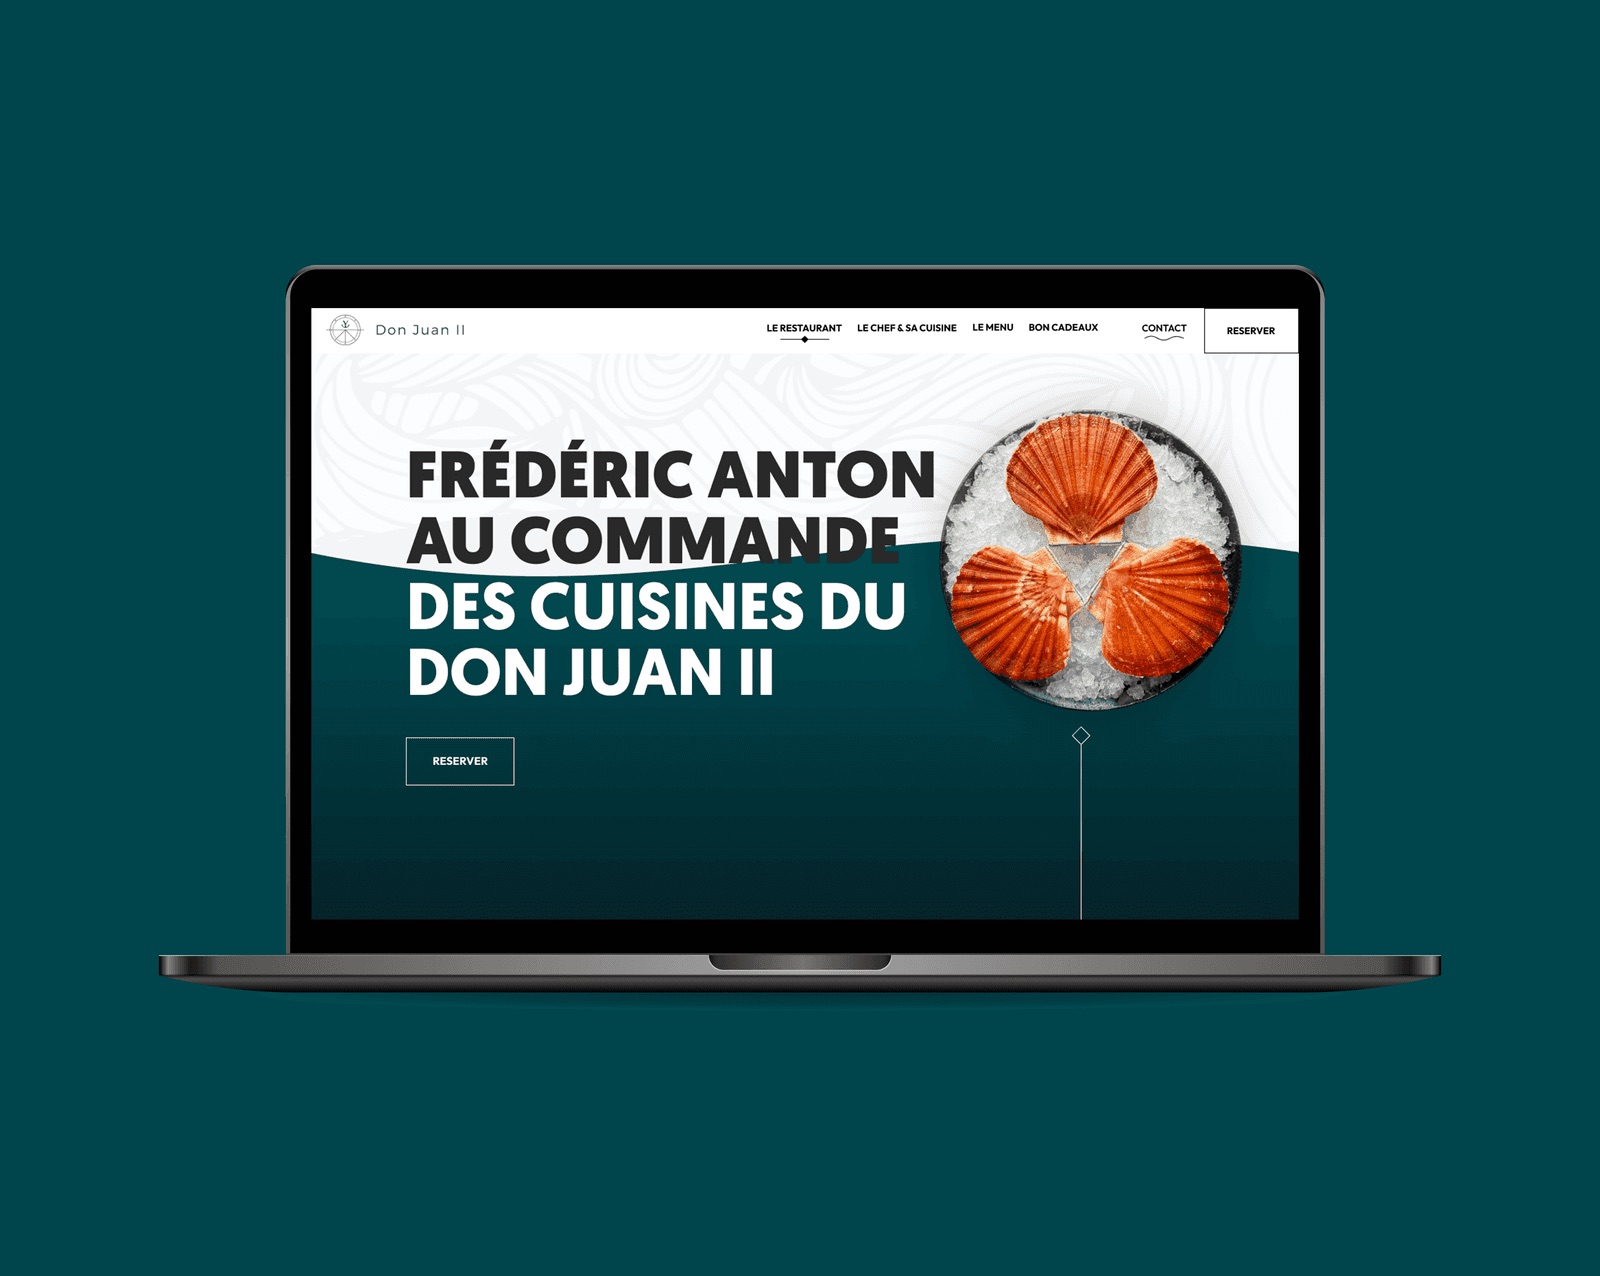 Don Juan II
LE RESTAURANT
LE CHEF & SA CUISINE
LE MENU
BON CADEAUX
CONTACT
RESERVER
FRÉDÉRIC ANTON
AU COMMANDE
DES CUISINES DU
DON JUAN II
RESERVER